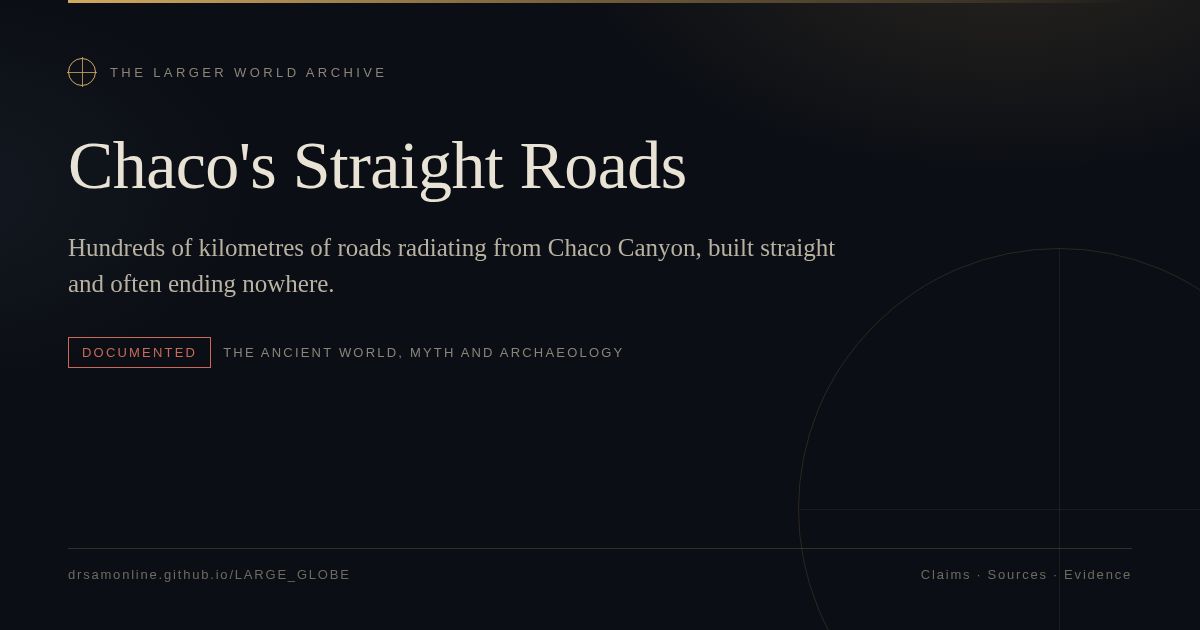 THE LARGER WORLD ARCHIVE
Chaco's Straight Roads
Hundreds of kilometres of roads radiating from Chaco Canyon, built straight
and often ending nowhere.
DOCUMENTED THE ANCIENT WORLD, MYTH AND ARCHAEOLOGY
drsamonline.github.io/LARGE_GLOBE Claims · Sources · Evidence